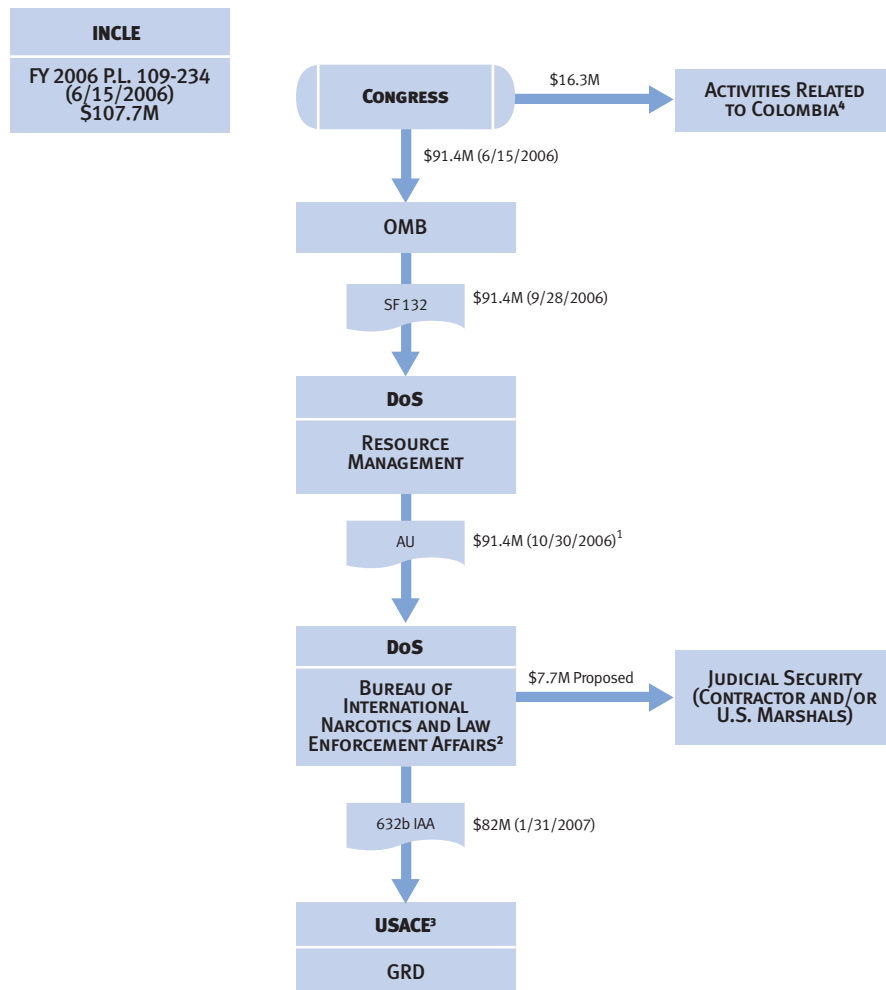 INCLE
FY 2006 P.L. 109-234
(6/15/2006)
$107.7M
CONGRESS
$16.3M
ACTIVITIES RELATED
TO COLOMBIA⁴
$91.4M (6/15/2006)
OMB
SF 132
$91.4M (9/28/2006)
DOS
RESOURCE
MANAGEMENT
AU
$91.4M (10/30/2006)¹
DOS
BUREAU OF
INTERNATIONAL
NARCOTICS AND LAW
ENFORCEMENT AFFAIRS²
$7.7M Proposed
JUDICIAL SECURITY
(CONTRACTOR AND/OR
U.S. MARSHALS)
632b IAA
$82M (1/31/2007)
USACE³
GRD